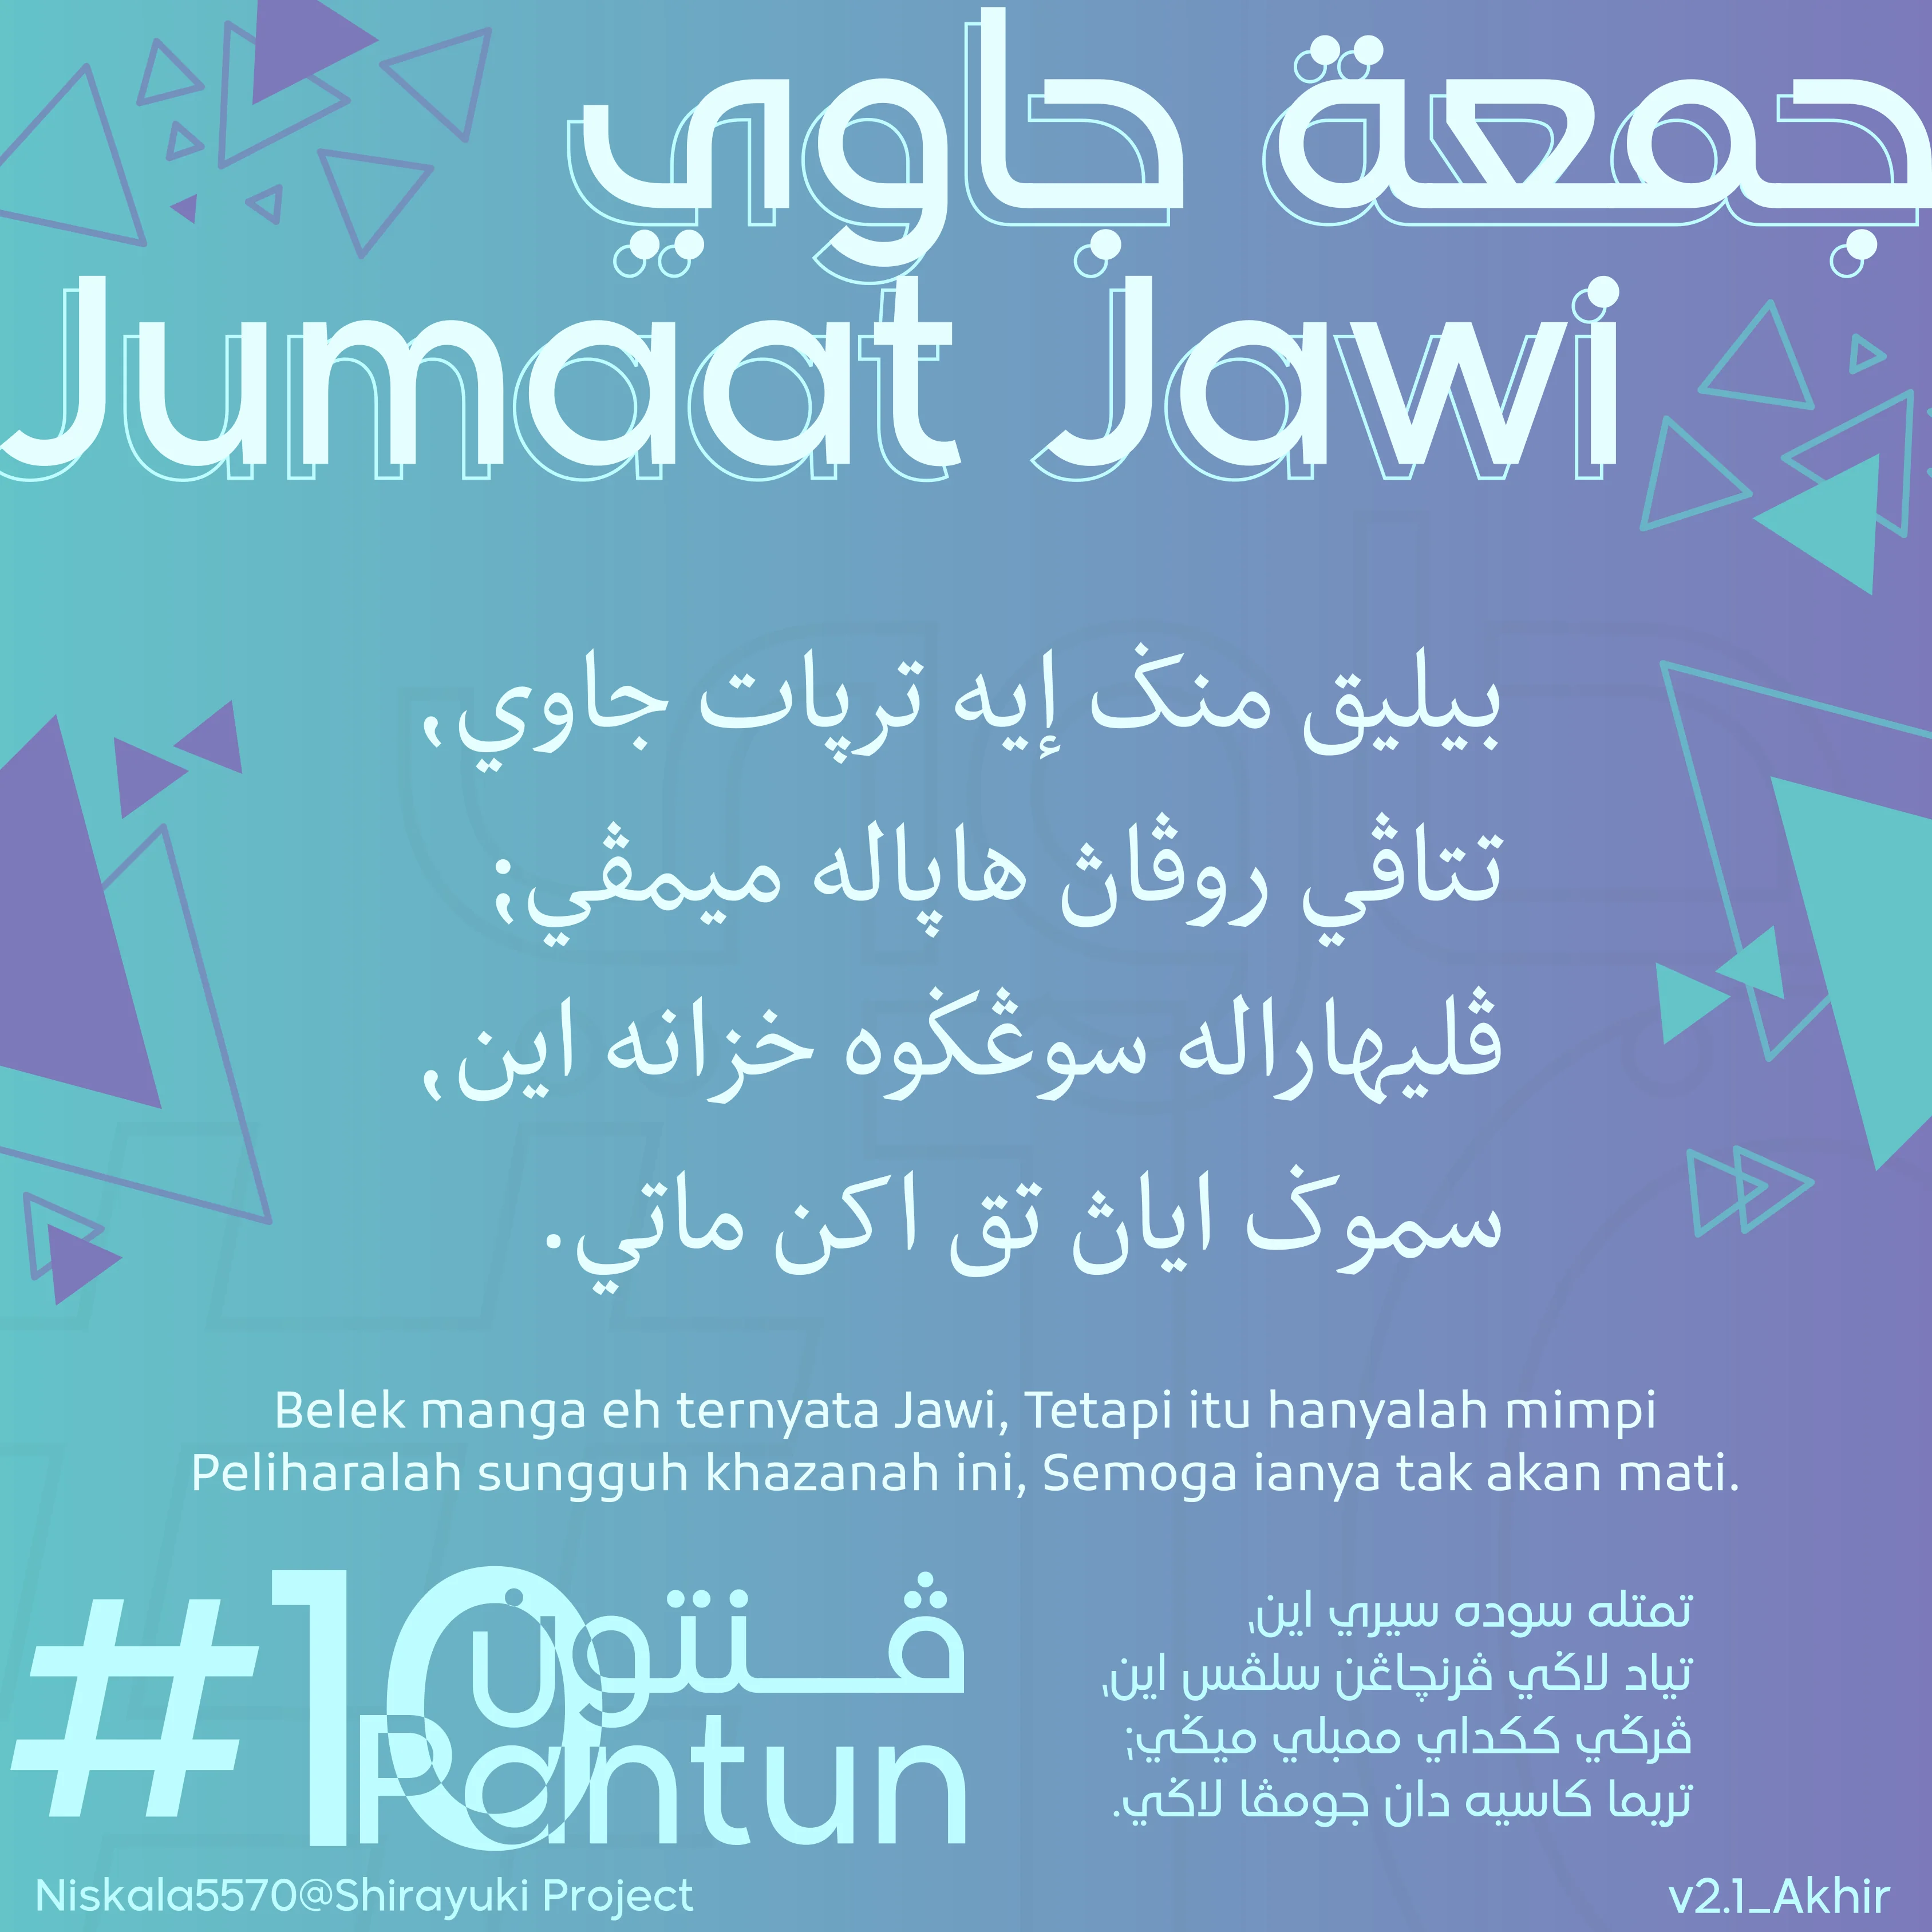 جمعة جاوي
Jumaat Jawi
بيليق منݢ إيه ترڽات جاوي⹁
تتاڤي روڤاڽ هاڽاله ميمڤي⁏
ڤليهاراله سوڠݢوه خزانه اين⹁
سموݢ اياڽ تق اکن ماتي.
Belek manga eh ternyata Jawi, Tetapi itu hanyalah mimpi
Peliharalah sungguh khazanah ini, Semoga ianya tak akan mati.
#10
ڤنتون
Pantun
تمتله سوده سيري اين⹁
تياد لاݢي ڤرنچاڠن سلڤس اين⹁
ڤرݢي ککداي ممبلي ميݢي⁏
تريما کاسيه دان جومڤا لاݢي.
Niskala5570@Shirayuki Project
v2.1_Akhir